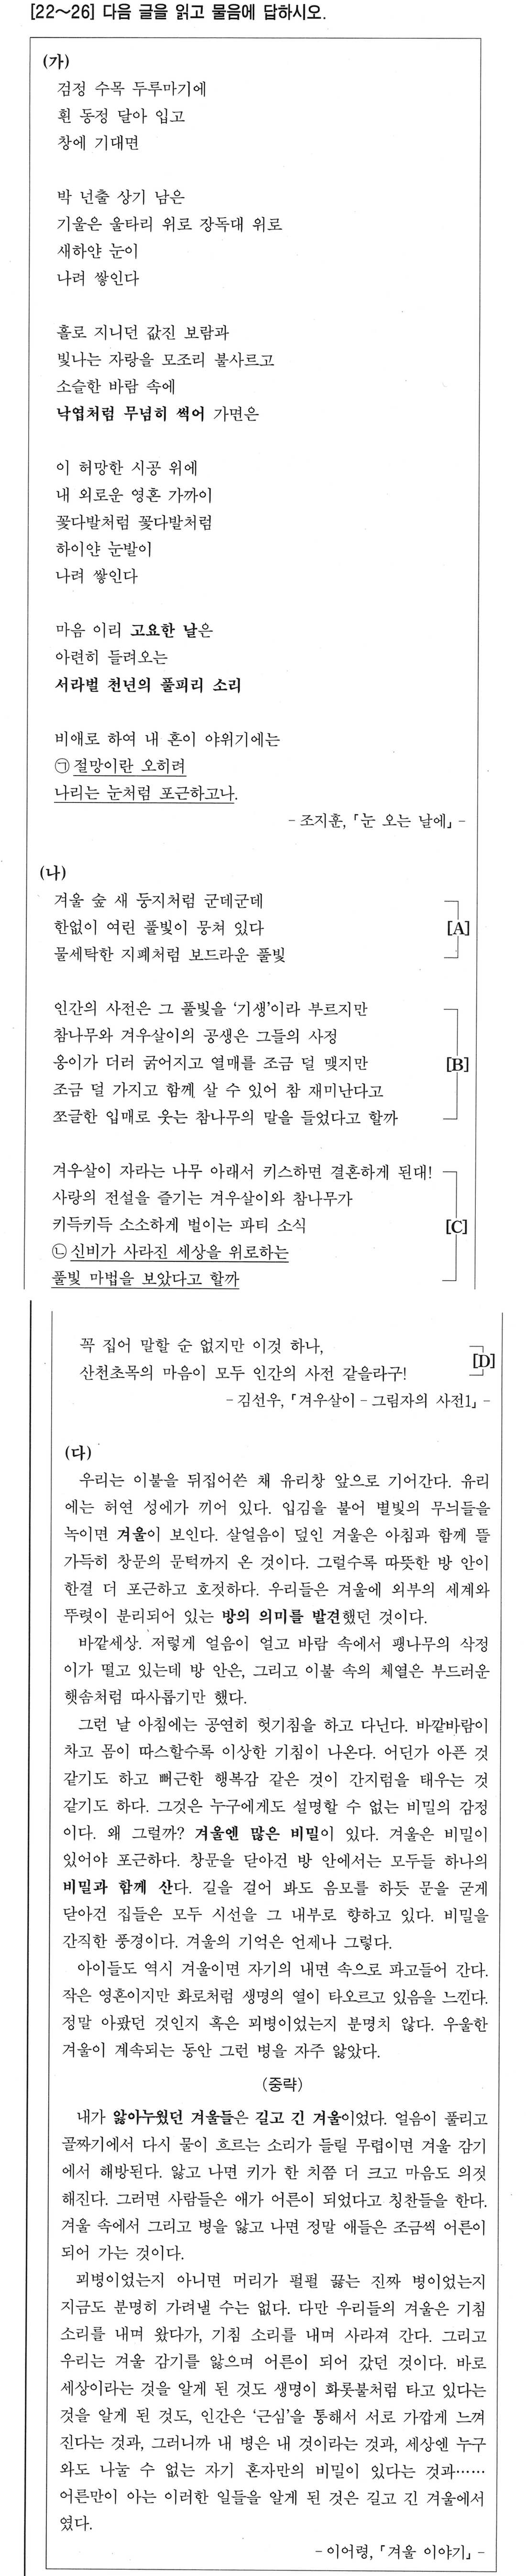 [22~26] 다음 글을 읽고 물음에 답하시오.
(가)
검정 수목 두루마기에
흰 동정 달아 입고
창에 기대면
박 넌출 상기 남은
기울은 울타리 위로 장독대 위로
새하얀 눈이
나려 쌓인다
홀로 지니던 값진 보람과
빛나는 자랑을 모조리 불사르고
소슬한 바람 속에
낙엽처럼 무념히 썩어 가면은
이 허망한 시공 위에
내 외로운 영혼 가까이
꽃다발처럼 꽃다발처럼
하이얀 눈발이
나려 쌓인다
마음 이리 고요한 날은
아련히 들려오는
서라벌 천년의 풀피리 소리
비애로 하여 내 혼이 야위기에는
㉠ 절망이란 오히려
나리는 눈처럼 포근하고나.
- 조지훈, 「눈 오는 날에」 -
(나)
겨울 숲 새 둥지처럼 군데군데
한없이 여린 풀빛이 뭉쳐 있다 [A]
물세탁한 지폐처럼 보드라운 풀빛
인간의 사전은 그 풀빛을 ‘기생’이라 부르지만
참나무와 겨우살이의 공생은 그들의 사정
옹이가 더러 굵어지고 열매를 조금 덜 맺지만 [B]
조금 덜 가지고 함께 살 수 있어 참 재미난다고
쪼글한 입매로 웃는 참나무의 말을 들었다고 할까
겨우살이 자라는 나무 아래서 키스하면 결혼하게 된대!
사랑의 전설을 즐기는 겨우살이와 참나무가
키득키득 소소하게 벌이는 파티 소식 [C]
㉡ 신비가 사라진 세상을 위로하는
풀빛 마법을 보았다고 할까
꼭 집어 말할 순 없지만 이것 하나,
산천초목의 마음이 모두 인간의 사전 같을라구! [D]
- 김선우, 「겨우살이 - 그림자의 사전1」 -
(다)
우리는 이불을 뒤집어쓴 채 유리창 앞으로 기어간다. 유리
에는 허연 성에가 끼어 있다. 입김을 불어 별빛의 무늬들을
녹이면 겨울이 보인다. 살얼음이 덮인 겨울은 아침과 함께 뜰
가득히 창문의 문턱까지 온 것이다. 그럴수록 따뜻한 방 안이
한결 더 포근하고 호젓하다. 우리들은 겨울에 외부의 세계와
뚜렷이 분리되어 있는 방의 의미를 발견했던 것이다.
바깥세상. 저렇게 얼음이 얼고 바람 속에서 팽나무의 삭정
이가 떨고 있는데 방 안은, 그리고 이불 속의 체열은 부드러운
햇솜처럼 따사롭기만 했다.
그런 날 아침에는 공연히 헛기침을 하고 다닌다. 바깥바람이
차고 몸이 따스할수록 이상한 기침이 나온다. 어딘가 아픈 것
같기도 하고 뻐근한 행복감 같은 것이 간지럼을 태우는 것
같기도 하다. 그것은 누구에게도 설명할 수 없는 비밀의 감정
이다. 왜 그럴까? 겨울엔 많은 비밀이 있다. 겨울은 비밀이
있어야 포근하다. 창문을 닫아건 방 안에서는 모두들 하나의
비밀과 함께 산다. 길을 걸어 봐도 음모를 하듯 문을 굳게
닫아건 집들은 모두 시선을 그 내부로 향하고 있다. 비밀을
간직한 풍경이다. 겨울의 기억은 언제나 그렇다.
아이들도 역시 겨울이면 자기의 내면 속으로 파고들어 간다.
작은 영혼이지만 화로처럼 생명의 열이 타오르고 있음을 느낀다.
정말 아팠던 것인지 혹은 꾀병이었는지 분명치 않다. 우울한
겨울이 계속되는 동안 그런 병을 자주 앓았다.
(중략)
내가 앓아누웠던 겨울들은 길고 긴 겨울이었다. 얼음이 풀리고
골짜기에서 다시 물이 흐르는 소리가 들릴 무렵이면 겨울 감기
에서 해방된다. 앓고 나면 키가 한 치쯤 더 크고 마음도 의젓
해진다. 그러면 사람들은 애가 어른이 되었다고 칭찬들을 한다.
겨울 속에서 그리고 병을 앓고 나면 정말 애들은 조금씩 어른이
되어 가는 것이다.
꾀병이었는지 아니면 머리가 펄펄 끓는 진짜 병이었는지
지금도 분명히 가려낼 수는 없다. 다만 우리들의 겨울은 기침
소리를 내며 왔다가, 기침 소리를 내며 사라져 간다. 그리고
우리는 겨울 감기를 앓으며 어른이 되어 갔던 것이다. 바로
세상이라는 것을 알게 된 것도 생명이 화롯불처럼 타고 있다는
것을 알게 된 것도, 인간은 ‘근심’을 통해서 서로 가깝게 느껴
진다는 것과, 그러니까 내 병은 내 것이라는 것과, 세상엔 누구
와도 나눌 수 없는 자기 혼자만의 비밀이 있다는 것과……
어른만이 아는 이러한 일들을 알게 된 것은 길고 긴 겨울에서
였다.
- 이어령, 「겨울 이야기」 -